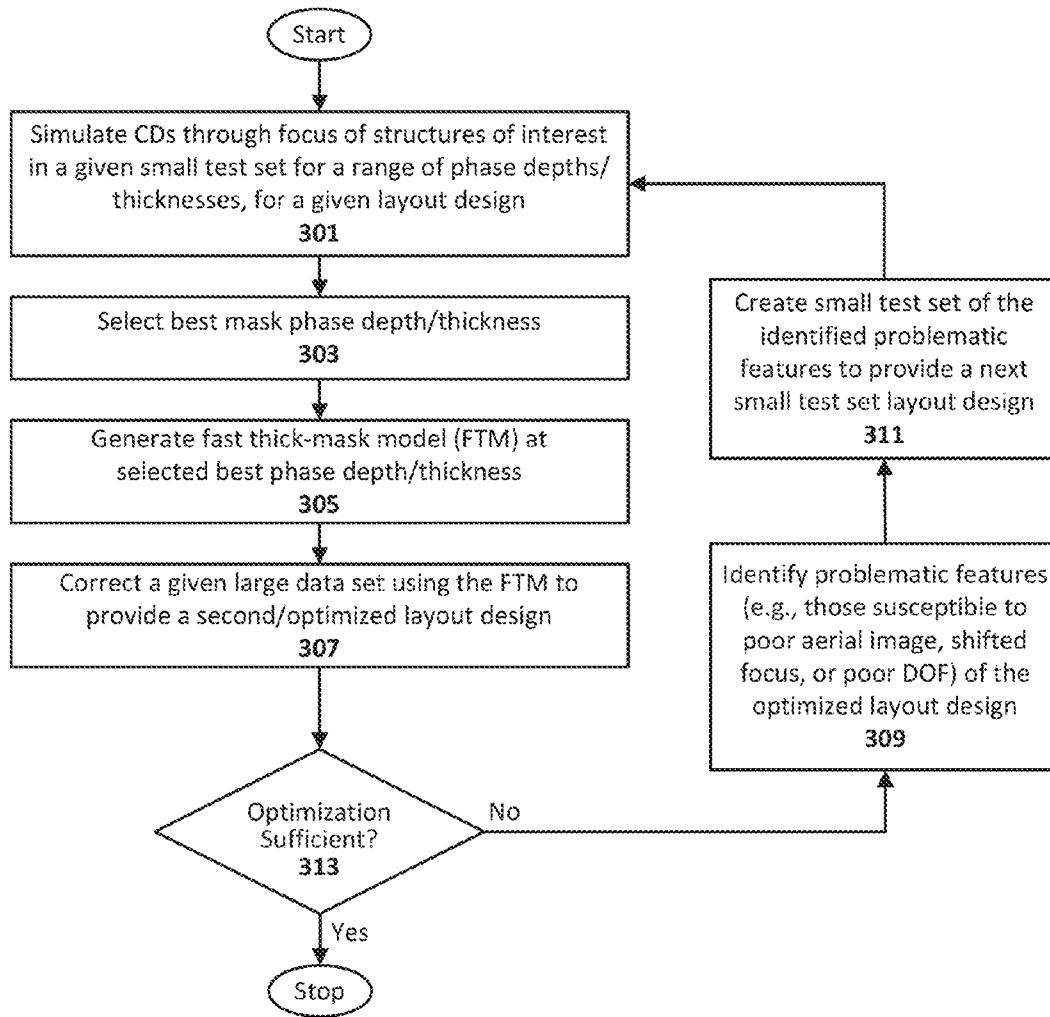 Start
Simulate CDs through focus of structures of interest
in a given small test set for a range of phase depths/
thicknesses, for a given layout design
301
Select best mask phase depth/thickness
303
Generate fast thick-mask model (FTM) at
selected best phase depth/thickness
305
Correct a given large data set using the FTM to
provide a second/optimized layout design
307
Optimization
Sufficient?
313
No
Yes
Stop
Identify problematic features
(e.g., those susceptible to
poor aerial image, shifted
focus, or poor DOF) of the
optimized layout design
309
Create small test set of the
identified problematic
features to provide a next
small test set layout design
311